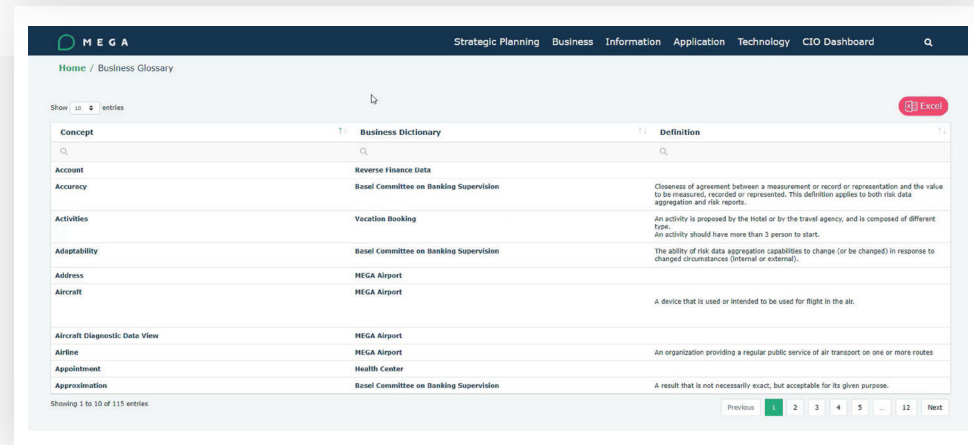 MEGA
Strategic Planning Business Information Application Technology CIO Dashboard
Home / Business Glossary
Show 10 entries
Excel
Concept Business Dictionary Definition
Account Reverse Finance Data
Accuracy Basel Committee on Banking Supervision Closeness of agreement between a measurement or record or representation and the value
to be measured, recorded or represented. This definition applies to both risk data
aggregation and risk reports.
Activities Vacation Booking An activity is proposed by the Hotel or by the travel agency, and is composed of different
type.
An activity should have more than 3 person to start.
Adaptability Basel Committee on Banking Supervision The ability of risk data aggregation capabilities to change (or be changed) in response to
changed circumstances (internal or external).
Address MEGA Airport
Aircraft MEGA Airport
A device that is used or intended to be used for flight in the air.
Aircraft Diagnostic Data View MEGA Airport
Airline MEGA Airport An organization providing a regular public service of air transport on one or more routes
Appointment Health Center
Approximation Basel Committee on Banking Supervision A result that is not necessarily exact, but acceptable for its given purpose.
Showing 1 to 10 of 115 entries Previous 1 2 3 4 5 ... 12 Next